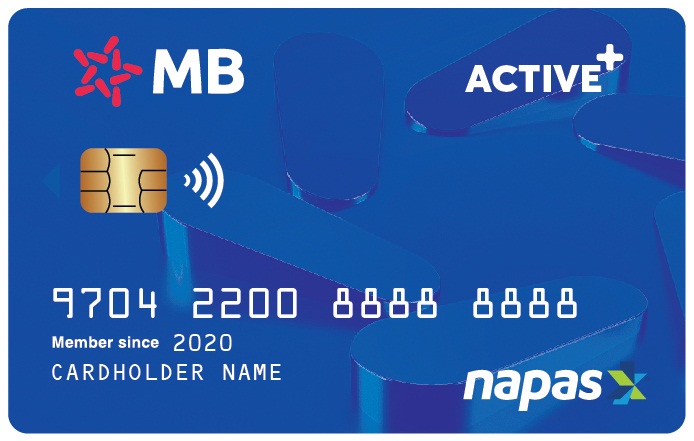 MB
ACTIVE+
9704 2200 8888 8888
Member since 2020
CARDHOLDER NAME
napas